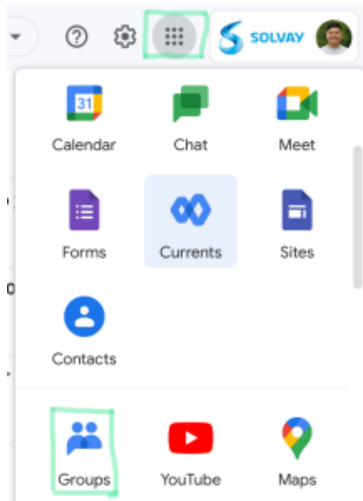 SOLVAY
31
Calendar Chat Meet
Forms Currents Sites
Contacts
Groups YouTube Maps